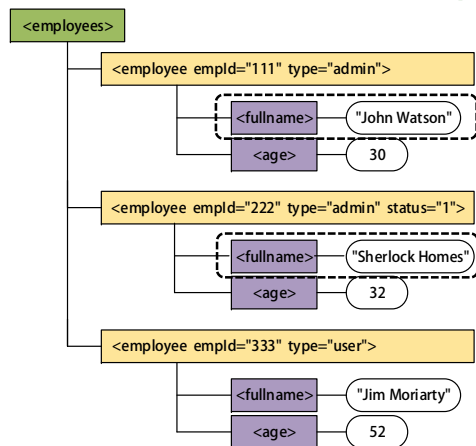 <employees>
<employee empId="111" type="admin">
<fullname> "John Watson"
<age> 30
<employee empId="222" type="admin" status="1">
<fullname> "Sherlock Homes"
<age> 32
<employee empId="333" type="user">
<fullname> "Jim Moriarty"
<age> 52